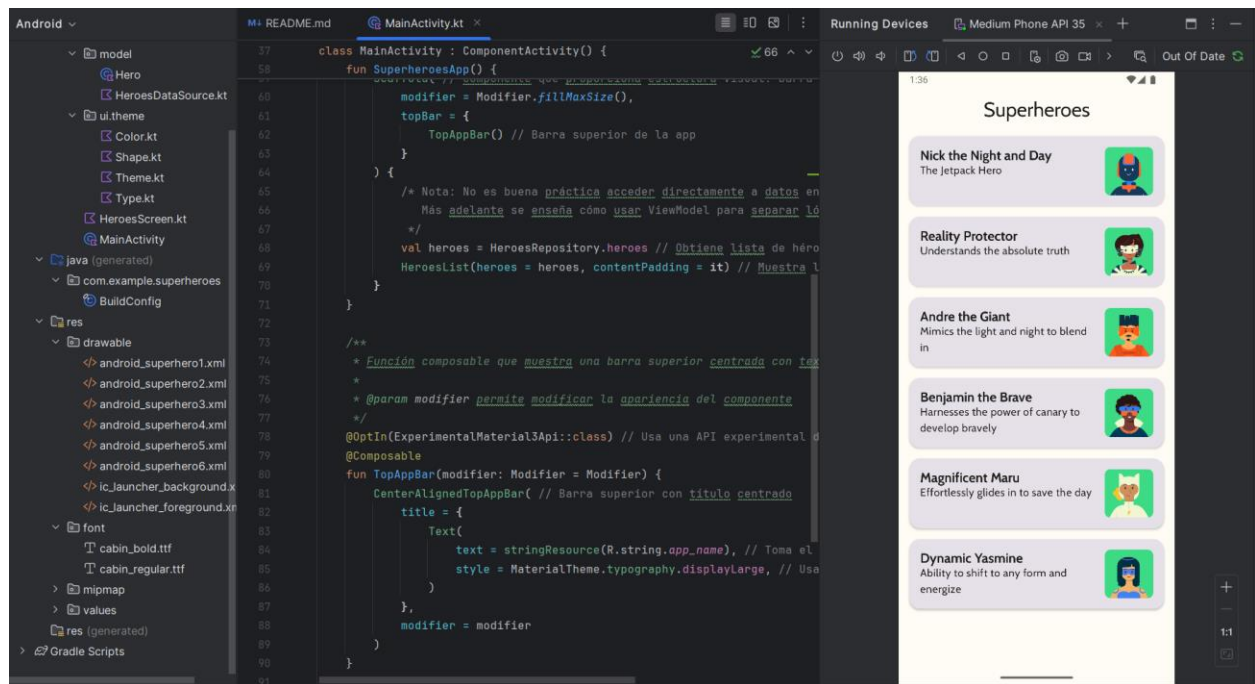 Android
model
Hero
HeroesDataSource.kt
ui.theme
Color.kt
Shape.kt
Theme.kt
Type.kt
HeroesScreen.kt
MainActivity
java (generated)
com.example.superheroes
BuildConfig
res
drawable
android_superhero1.xml
android_superhero2.xml
android_superhero3.xml
android_superhero4.xml
android_superhero5.xml
android_superhero6.xml
ic_launcher_background.x
ic_launcher_foreground.xn
font
cabin_bold.ttf
cabin_regular.ttf
mipmap
values
res (generated)
Gradle Scripts
README.md
MainActivity.kt
66
37 class MainActivity : ComponentActivity() {
58 fun SuperheroesApp() {
60 modifier = Modifier.fillMaxSize(),
61 topBar = {
62 TopAppBar() // Barra superior de la app
63 }
64 ) {
65 /* Nota: No es buena práctica acceder directamente a datos en
66 Más adelante se enseña cómo usar ViewModel para separar ló
67 */
68 val heroes = HeroesRepository.heroes // Obtiene lista de héro
69 HeroesList(heroes = heroes, contentPadding = it) // Muestra l
70 }
71 }
72
73 /**
74 * Función composable que muestra una barra superior centrada con tex
75 *
76 * @param modifier permite modificar la apariencia del componente
77 */
78 @OptIn(ExperimentalMaterial3Api::class) // Usa una API experimental d
79 @Composable
80 fun TopAppBar(modifier: Modifier = Modifier) {
81 CenterAlignedTopAppBar( // Barra superior con título centrado
82 title = {
83 Text(
84 text = stringResource(R.string.app_name), // Toma el
85 style = MaterialTheme.typography.displayLarge, // Usa
86 )
87 },
88 modifier = modifier
89 )
90 }
91
Running Devices
Medium Phone API 35
Out Of Date
1:36
Superheroes
Nick the Night and Day
The Jetpack Hero
Reality Protector
Understands the absolute truth
Andre the Giant
Mimics the light and night to blend
in
Benjamin the Brave
Harnesses the power of canary to
develop bravely
Magnificent Maru
Effortlessly glides in to save the day
Dynamic Yasmine
Ability to shift to any form and
energize
1:1